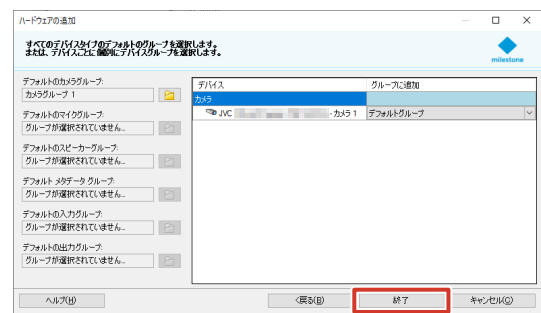 ハードウェアの追加
すべてのデバイスタイプのデフォルトのグループを選択します。
または、デバイスごとに個別にデバイスグループを選択します。
milestone
デフォルトのカメラグループ:
カメラグループ 1
デフォルトのマイクグループ:
グループが選択されていません...
デフォルトのスピーカーグループ:
グループが選択されていません...
デフォルト メタデータ グループ:
グループが選択されていません...
デフォルトの入力グループ:
グループが選択されていません...
デフォルトの出力グループ:
グループが選択されていません...
デバイス グループに追加
カメラ
JVC - カメラ 1 デフォルトグループ
ヘルプ(H) <戻る(B) 終了 キャンセル(C)